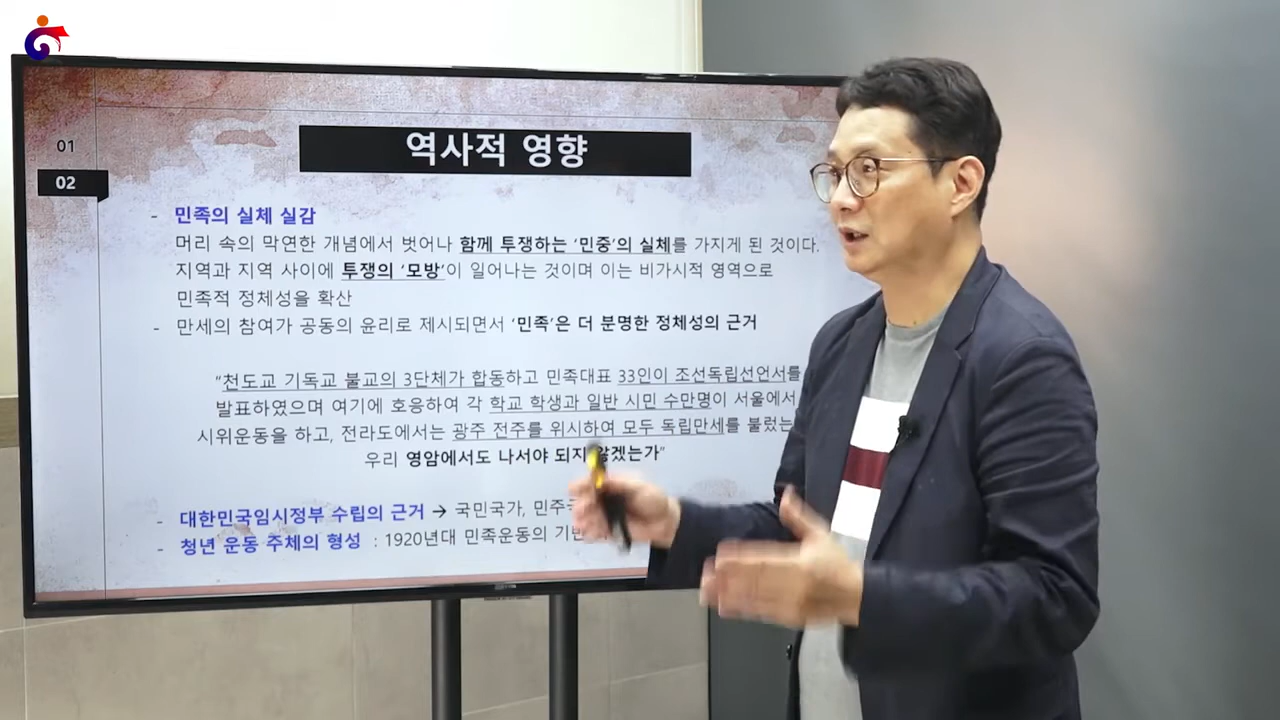 역사적 영향
01
02
- 민족의 실체 실감
머리 속의 막연한 개념에서 벗어나 함께 투쟁하는 ‘민중’의 실체를 가지게 된 것이다.
지역과 지역 사이에 투쟁의 ‘모방’이 일어나는 것이며 이는 비가시적 영역으로
민족적 정체성을 확산
- 만세의 참여가 공동의 윤리로 제시되면서 ‘민족’은 더 분명한 정체성의 근거
“천도교 기독교 불교의 3단체가 합동하고 민족대표 33인이 조선독립선언서를
발표하였으며 여기에 호응하여 각 학교 학생과 일반 시민 수만명이 서울에서
시위운동을 하고, 전라도에서는 광주 전주를 위시하여 모두 독립만세를 불렀는
우리 영암에서도 나서야 되지 않겠는가”
- 대한민국임시정부 수립의 근거 → 국민국가,
- 청년 운동 주체의 형성 : 1920년대 민족운동의